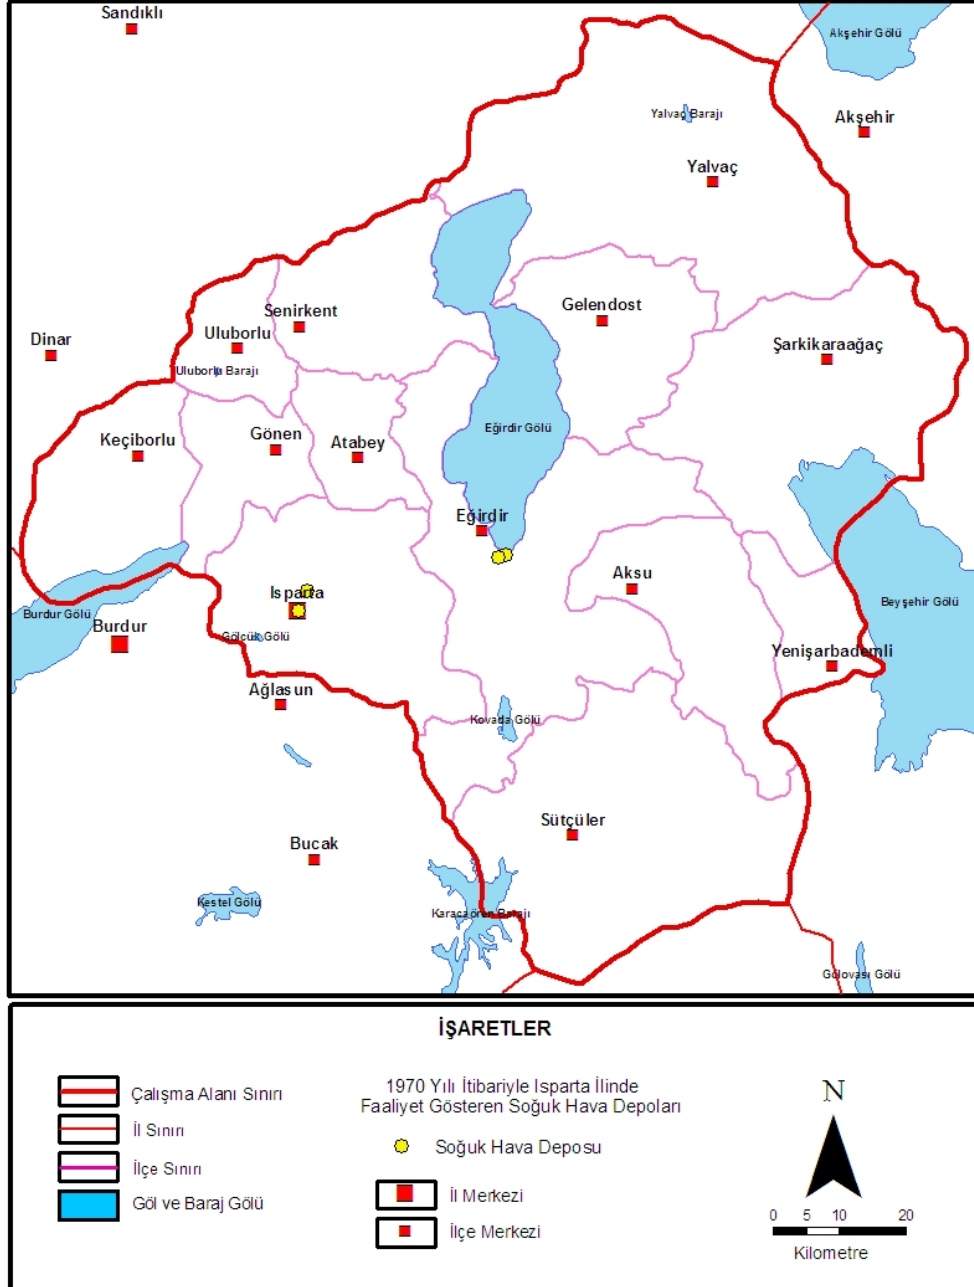 Sandıklı
Akşehir Gölü
Yalvaç Barajı
Akşehir
Yalvaç
Senirkent
Gelendost
Uluborlu
Dinar
Şarkikaraağaç
Uluborlu Barajı
Eğirdir Gölü
Keçiborlu
Gönen
Atabey
Eğirdir
Aksu
Isparta
Beyşehir Gölü
Burdur Gölü
Burdur
Gölçük Gölü
Yenişarbademli
Ağlasun
Kovada Gölü
Sütçüler
Bucak
Kestel Gölü
Karacaören Barajı
Gölovası Gölü
İŞARETLER
Çalışma Alanı Sınırı
İl Sınırı
İlçe Sınırı
Göl ve Baraj Gölü
1970 Yılı İtibariyle Isparta İlinde
Faaliyet Gösteren Soğuk Hava Depoları
Soğuk Hava Deposu
İl Merkezi
İlçe Merkezi
N
0 5 10 20
Kilometre